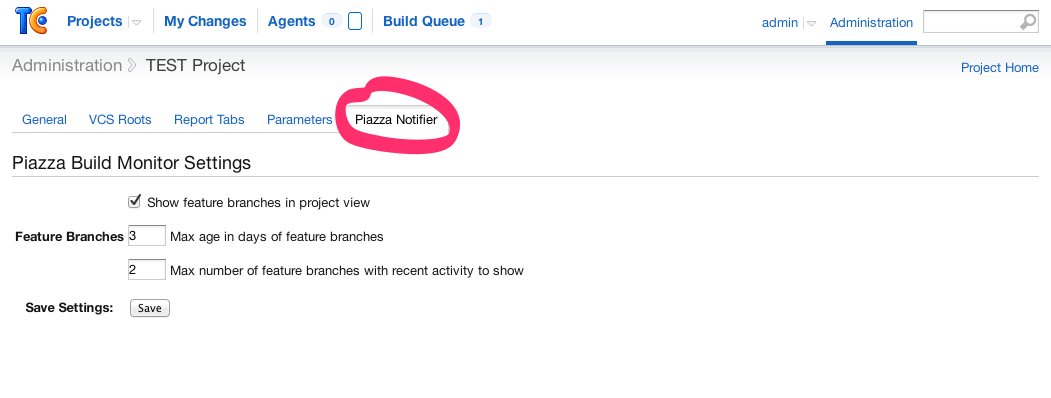 TC Projects My Changes Agents 0 Build Queue 1 admin Administration
Administration TEST Project Project Home
General VCS Roots Report Tabs Parameters Piazza Notifier
Piazza Build Monitor Settings
Show feature branches in project view
Feature Branches 3 Max age in days of feature branches
2 Max number of feature branches with recent activity to show
Save Settings: Save